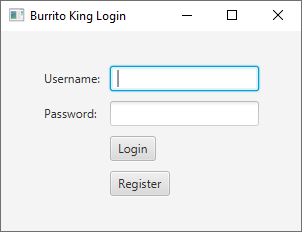 Burrito King Login
Username:
Password:
Login
Register